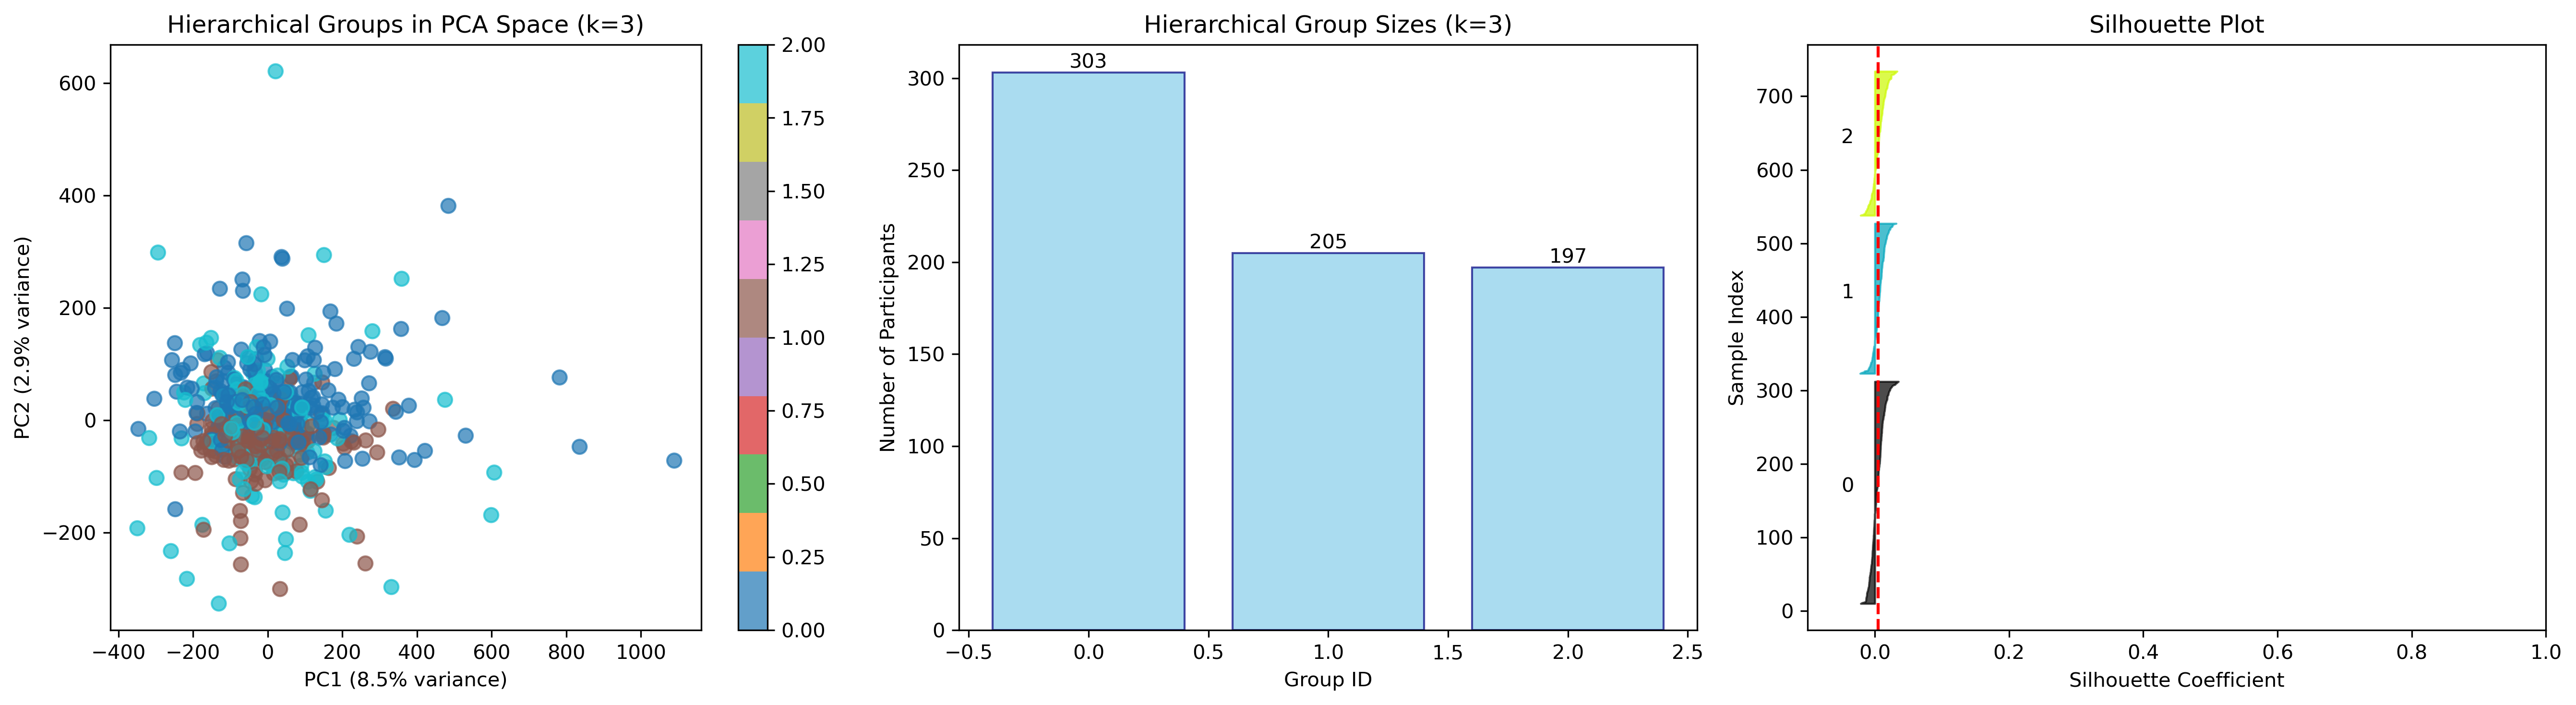 Hierarchical Groups in PCA Space (k=3)
600
400
200
0
−200
PC2 (2.9% variance)
−400 −200 0 200 400 600 800 1000
PC1 (8.5% variance)
2.00
1.75
1.50
1.25
1.00
0.75
0.50
0.25
0.00
Hierarchical Group Sizes (k=3)
303
205
197
300
250
200
150
100
50
0
Number of Participants
−0.5 0.0 0.5 1.0 1.5 2.0 2.5
Group ID
Silhouette Plot
700
600
500
400
300
200
100
0
Sample Index
2
1
0
0.0 0.2 0.4 0.6 0.8 1.0
Silhouette Coefficient